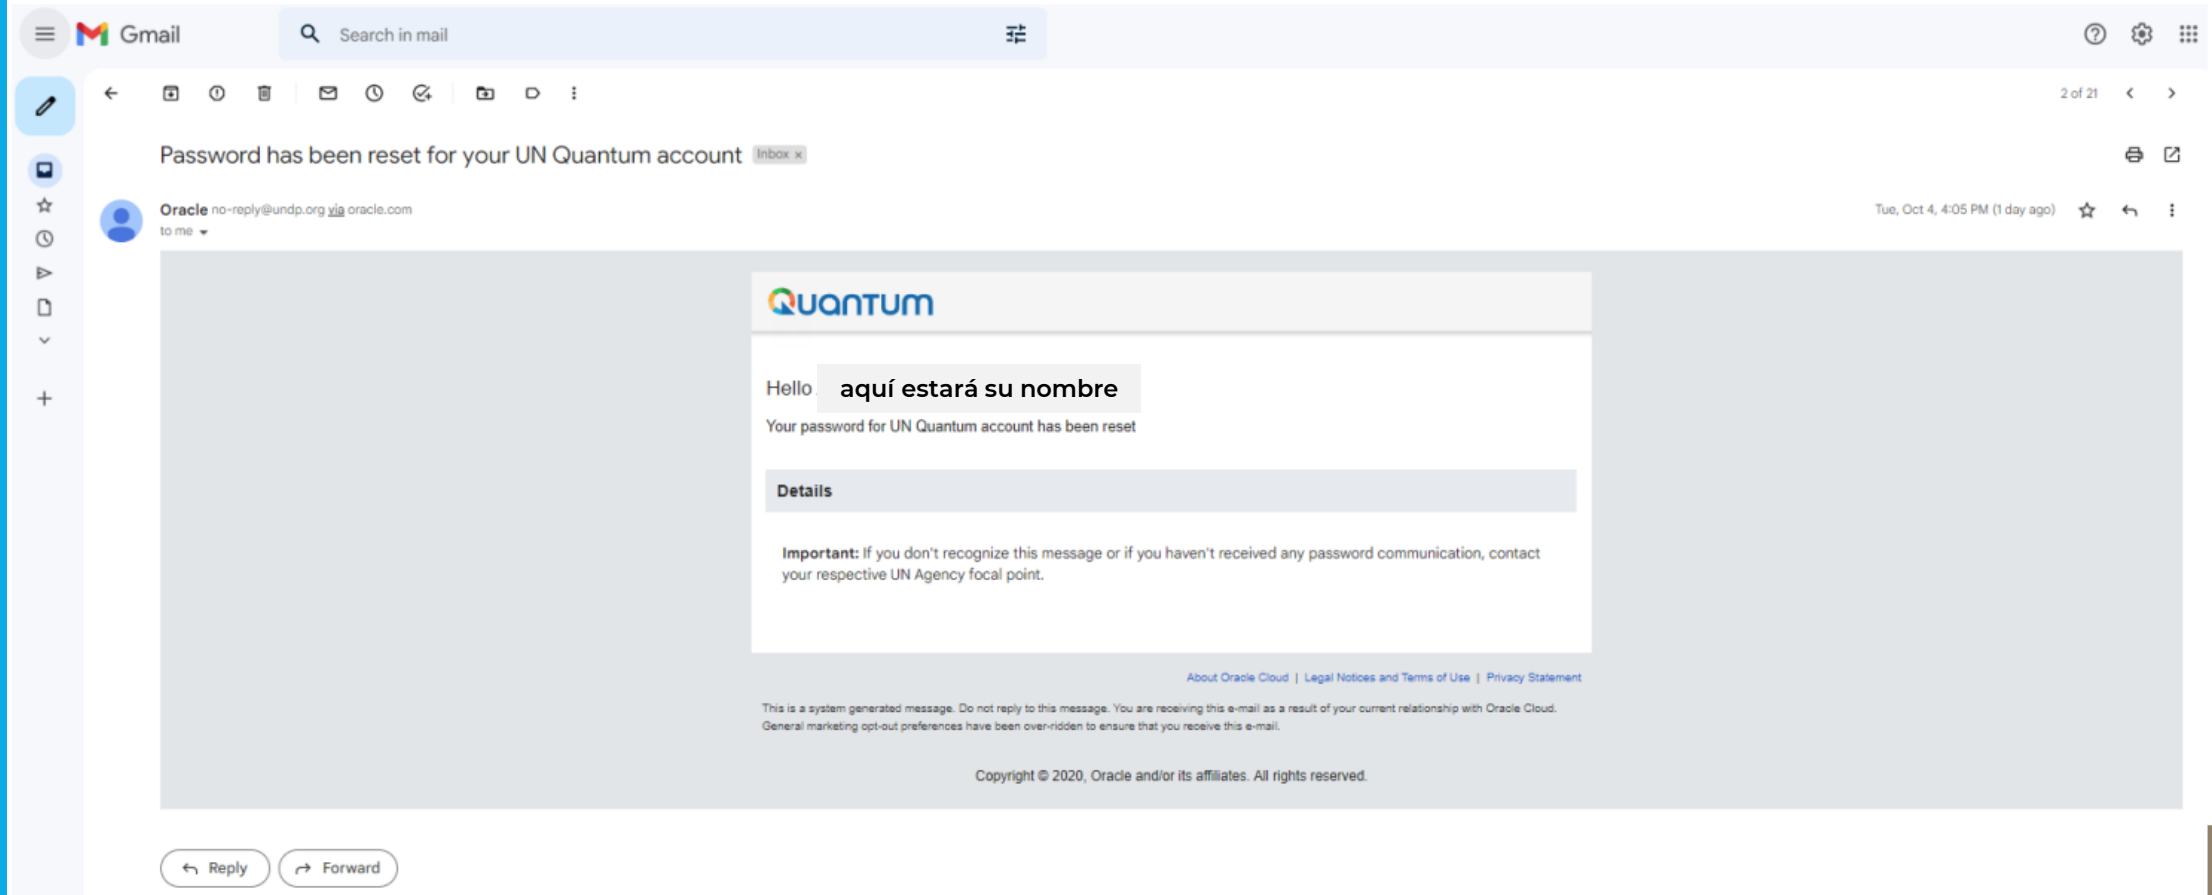 Gmail
Search in mail
2 of 21
Password has been reset for your UN Quantum account Inbox x
Oracle no-reply@undp.org via oracle.com
Tue, Oct 4, 4:05 PM (1 day ago)
to me
Quantum
Hello aquí estará su nombre
Your password for UN Quantum account has been reset
Details
Important: If you don't recognize this message or if you haven't received any password communication, contact
your respective UN Agency focal point.
About Oracle Cloud | Legal Notices and Terms of Use | Privacy Statement
This is a system generated message. Do not reply to this message. You are receiving this e-mail as a result of your current relationship with Oracle Cloud.
General marketing opt-out preferences have been over-ridden to ensure that you receive this e-mail.
Copyright © 2020, Oracle and/or its affiliates. All rights reserved.
Reply
Forward